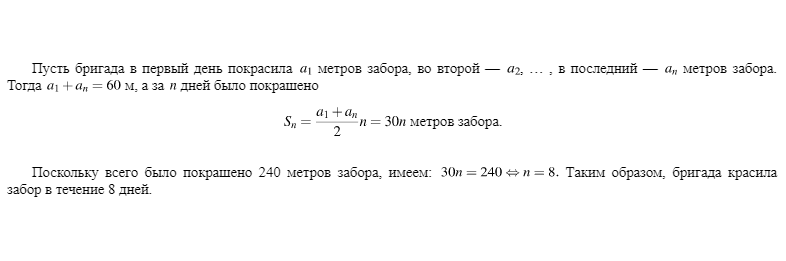 Пусть бригада в первый день покрасила a₁ метров забора, во второй — a₂, … , в последний — aₙ метров забора.
Тогда a₁ + aₙ = 60 м, а за n дней было покрашено
Sₙ = (a₁ + aₙ)/2 n = 30n метров забора.
Поскольку всего было покрашено 240 метров забора, имеем: 30n = 240 ⇔ n = 8. Таким образом, бригада красила
забор в течение 8 дней.